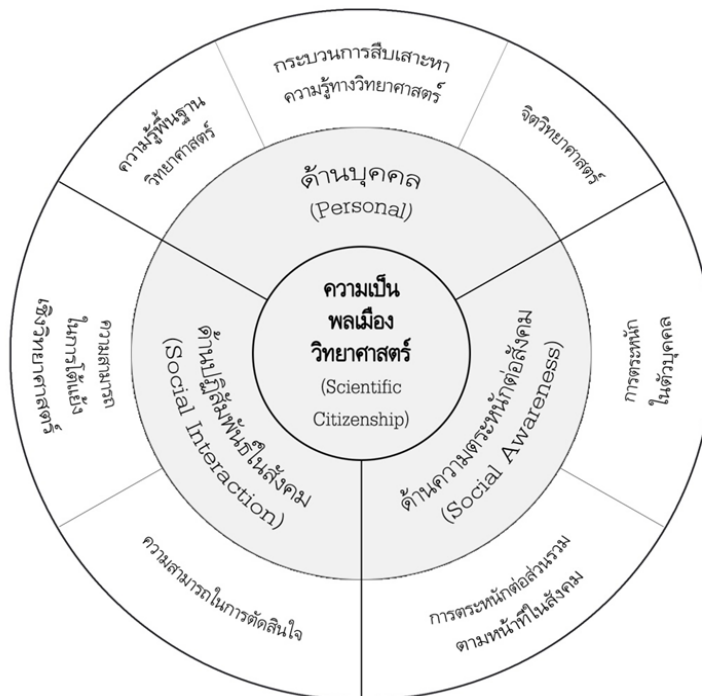 กระบวนการสืบเสาะหา
ความรู้ทางวิทยาศาสตร์
ความรู้พื้นฐาน
วิทยาศาสตร์
จิตวิทยาศาสตร์
ด้านบุคคล
(Personal)
ความเป็น
พลเมือง
วิทยาศาสตร์
(Scientific
Citizenship)
ด้านปฏิสัมพันธ์ในสังคม
(Social Interaction)
ด้านความตระหนักต่อสังคม
(Social Awareness)
ความสามารถ
ในการโต้แย้ง
เชิงวิทยาศาสตร์
การตระหนัก
ในตัวบุคคล
ความสามารถในการตัดสินใจ
การตระหนักต่อส่วนรวม
ตามหน้าที่ในสังคม